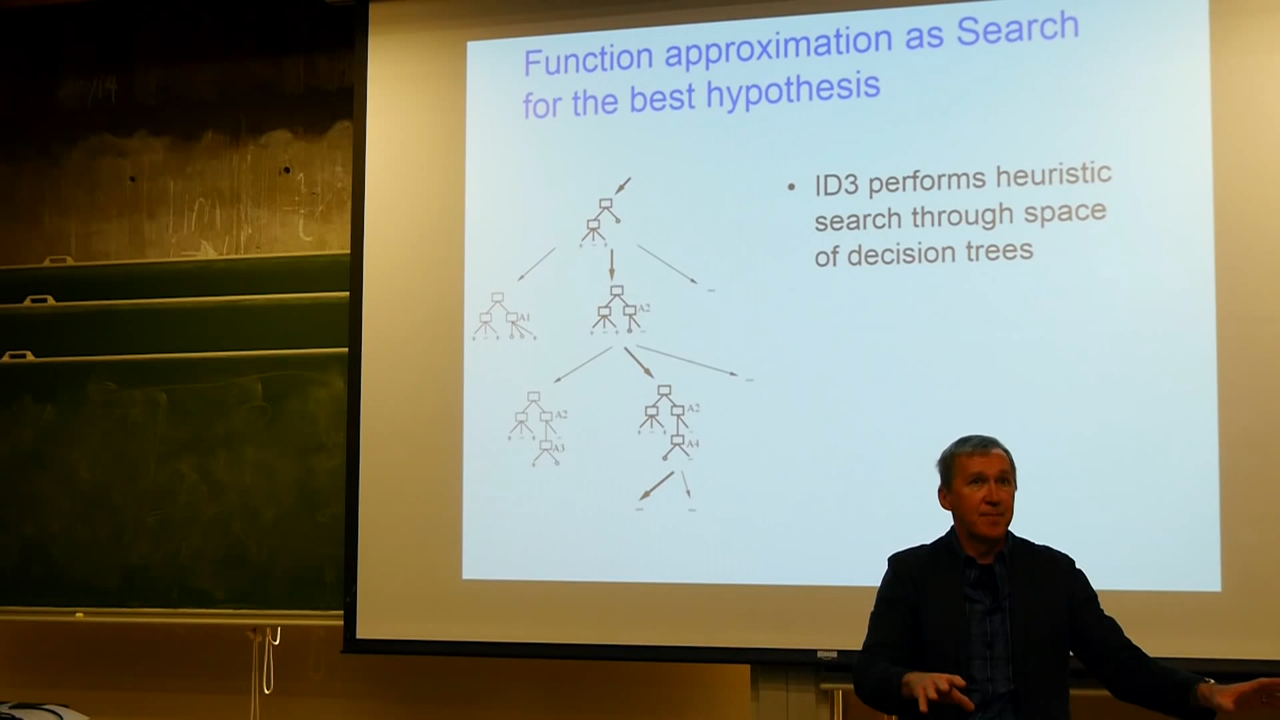 Function approximation as Search
for the best hypothesis
• ID3 performs heuristic
search through space
of decision trees
A1
A2
A2
A3
A2
A4